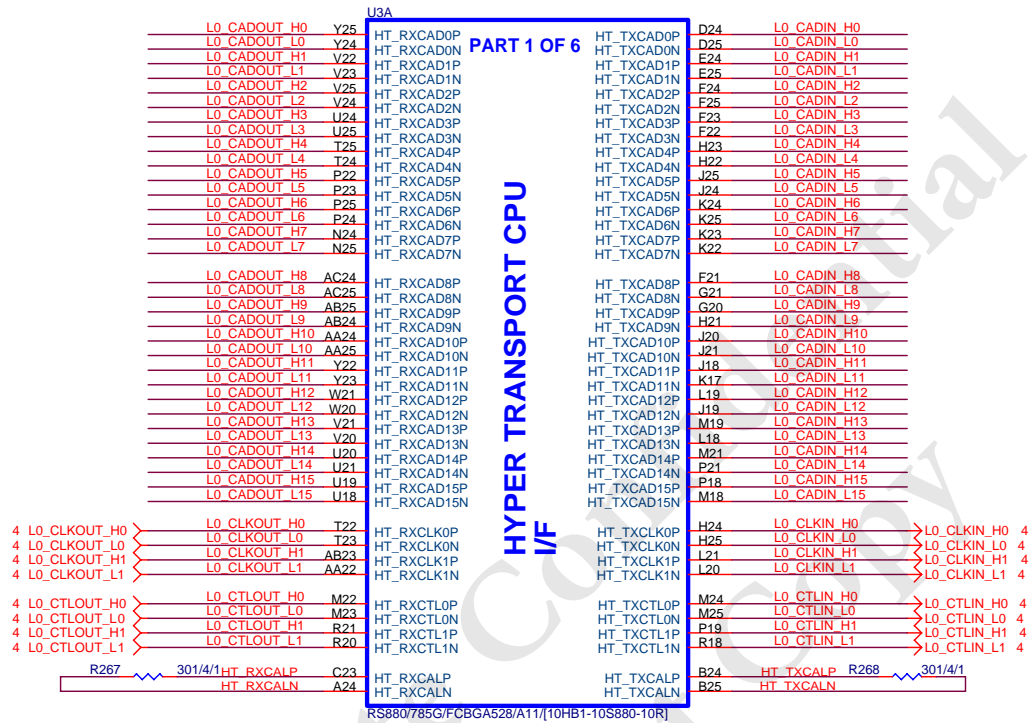 U3A
PART 1 OF 6
HYPER TRANSPORT CPU
I/F
L0_CADOUT_H0 Y25 HT_RXCAD0P HT_TXCAD0P D24 L0_CADIN_H0
L0_CADOUT_L0 Y24 HT_RXCAD0N HT_TXCAD0N D25 L0_CADIN_L0
L0_CADOUT_H1 V22 HT_RXCAD1P HT_TXCAD1P E24 L0_CADIN_H1
L0_CADOUT_L1 V23 HT_RXCAD1N HT_TXCAD1N E25 L0_CADIN_L1
L0_CADOUT_H2 V25 HT_RXCAD2P HT_TXCAD2P F24 L0_CADIN_H2
L0_CADOUT_L2 V24 HT_RXCAD2N HT_TXCAD2N F25 L0_CADIN_L2
L0_CADOUT_H3 U24 HT_RXCAD3P HT_TXCAD3P F23 L0_CADIN_H3
L0_CADOUT_L3 U25 HT_RXCAD3N HT_TXCAD3N F22 L0_CADIN_L3
L0_CADOUT_H4 T25 HT_RXCAD4P HT_TXCAD4P H23 L0_CADIN_H4
L0_CADOUT_L4 T24 HT_RXCAD4N HT_TXCAD4N H22 L0_CADIN_L4
L0_CADOUT_H5 P22 HT_RXCAD5P HT_TXCAD5P J25 L0_CADIN_H5
L0_CADOUT_L5 P23 HT_RXCAD5N HT_TXCAD5N J24 L0_CADIN_L5
L0_CADOUT_H6 P25 HT_RXCAD6P HT_TXCAD6P K24 L0_CADIN_H6
L0_CADOUT_L6 P24 HT_RXCAD6N HT_TXCAD6N K25 L0_CADIN_L6
L0_CADOUT_H7 N24 HT_RXCAD7P HT_TXCAD7P K23 L0_CADIN_H7
L0_CADOUT_L7 N25 HT_RXCAD7N HT_TXCAD7N K22 L0_CADIN_L7
L0_CADOUT_H8 AC24 HT_RXCAD8P HT_TXCAD8P F21 L0_CADIN_H8
L0_CADOUT_L8 AC25 HT_RXCAD8N HT_TXCAD8N G21 L0_CADIN_L8
L0_CADOUT_H9 AB25 HT_RXCAD9P HT_TXCAD9P G20 L0_CADIN_H9
L0_CADOUT_L9 AB24 HT_RXCAD9N HT_TXCAD9N H21 L0_CADIN_L9
L0_CADOUT_H10 AA24 HT_RXCAD10P HT_TXCAD10P J20 L0_CADIN_H10
L0_CADOUT_L10 AA25 HT_RXCAD10N HT_TXCAD10N J21 L0_CADIN_L10
L0_CADOUT_H11 Y22 HT_RXCAD11P HT_TXCAD11P J18 L0_CADIN_H11
L0_CADOUT_L11 Y23 HT_RXCAD11N HT_TXCAD11N K17 L0_CADIN_L11
L0_CADOUT_H12 W21 HT_RXCAD12P HT_TXCAD12P L19 L0_CADIN_H12
L0_CADOUT_L12 W20 HT_RXCAD12N HT_TXCAD12N J19 L0_CADIN_L12
L0_CADOUT_H13 V21 HT_RXCAD13P HT_TXCAD13P M19 L0_CADIN_H13
L0_CADOUT_L13 V20 HT_RXCAD13N HT_TXCAD13N L18 L0_CADIN_L13
L0_CADOUT_H14 U20 HT_RXCAD14P HT_TXCAD14P M21 L0_CADIN_H14
L0_CADOUT_L14 U21 HT_RXCAD14N HT_TXCAD14N P21 L0_CADIN_L14
L0_CADOUT_H15 U19 HT_RXCAD15P HT_TXCAD15P P18 L0_CADIN_H15
L0_CADOUT_L15 U18 HT_RXCAD15N HT_TXCAD15N M18 L0_CADIN_L15
4 L0_CLKOUT_H0 L0_CLKOUT_H0 T22 HT_RXCLK0P HT_TXCLK0P H24 L0_CLKIN_H0 L0_CLKIN_H0 4
4 L0_CLKOUT_L0 L0_CLKOUT_L0 T23 HT_RXCLK0N HT_TXCLK0N H25 L0_CLKIN_L0 L0_CLKIN_L0 4
4 L0_CLKOUT_H1 L0_CLKOUT_H1 AB23 HT_RXCLK1P HT_TXCLK1P L21 L0_CLKIN_H1 L0_CLKIN_H1 4
4 L0_CLKOUT_L1 L0_CLKOUT_L1 AA22 HT_RXCLK1N HT_TXCLK1N L20 L0_CLKIN_L1 L0_CLKIN_L1 4
4 L0_CTLOUT_H0 L0_CTLOUT_H0 M22 HT_RXCTL0P HT_TXCTL0P M24 L0_CTLIN_H0 L0_CTLIN_H0 4
4 L0_CTLOUT_L0 L0_CTLOUT_L0 M23 HT_RXCTL0N HT_TXCTL0N M25 L0_CTLIN_L0 L0_CTLIN_L0 4
4 L0_CTLOUT_H1 L0_CTLOUT_H1 R21 HT_RXCTL1P HT_TXCTL1P P19 L0_CTLIN_H1 L0_CTLIN_H1 4
4 L0_CTLOUT_L1 L0_CTLOUT_L1 R20 HT_RXCTL1N HT_TXCTL1N R18 L0_CTLIN_L1 L0_CTLIN_L1 4
R267 301/4/1 HT_RXCALP C23 HT_RXCALP HT_TXCALP B24 HT_TXCALP R268 301/4/1
HT_RXCALN A24 HT_RXCALN HT_TXCALN B25 HT_TXCALN
RS880/785G/FCBGA528/A11/[10HB1-10S880-10R]
Confidential
Copy